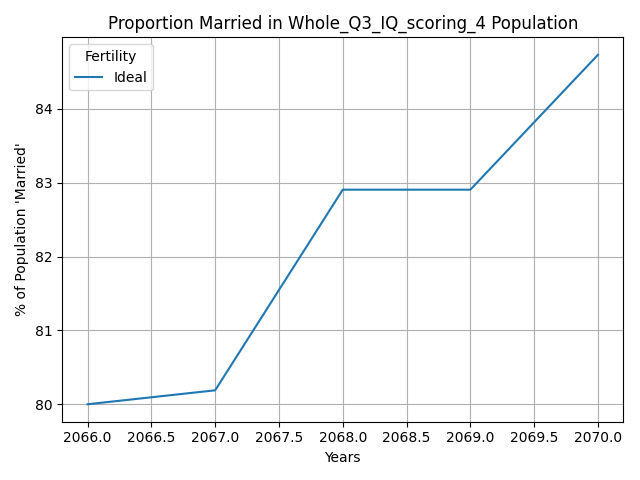 Proportion Married in Whole_Q3_IQ_scoring_4 Population
Fertility
Ideal
% of Population 'Married'
84
83
82
81
80
2066.0 2066.5 2067.0 2067.5 2068.0 2068.5 2069.0 2069.5 2070.0
Years